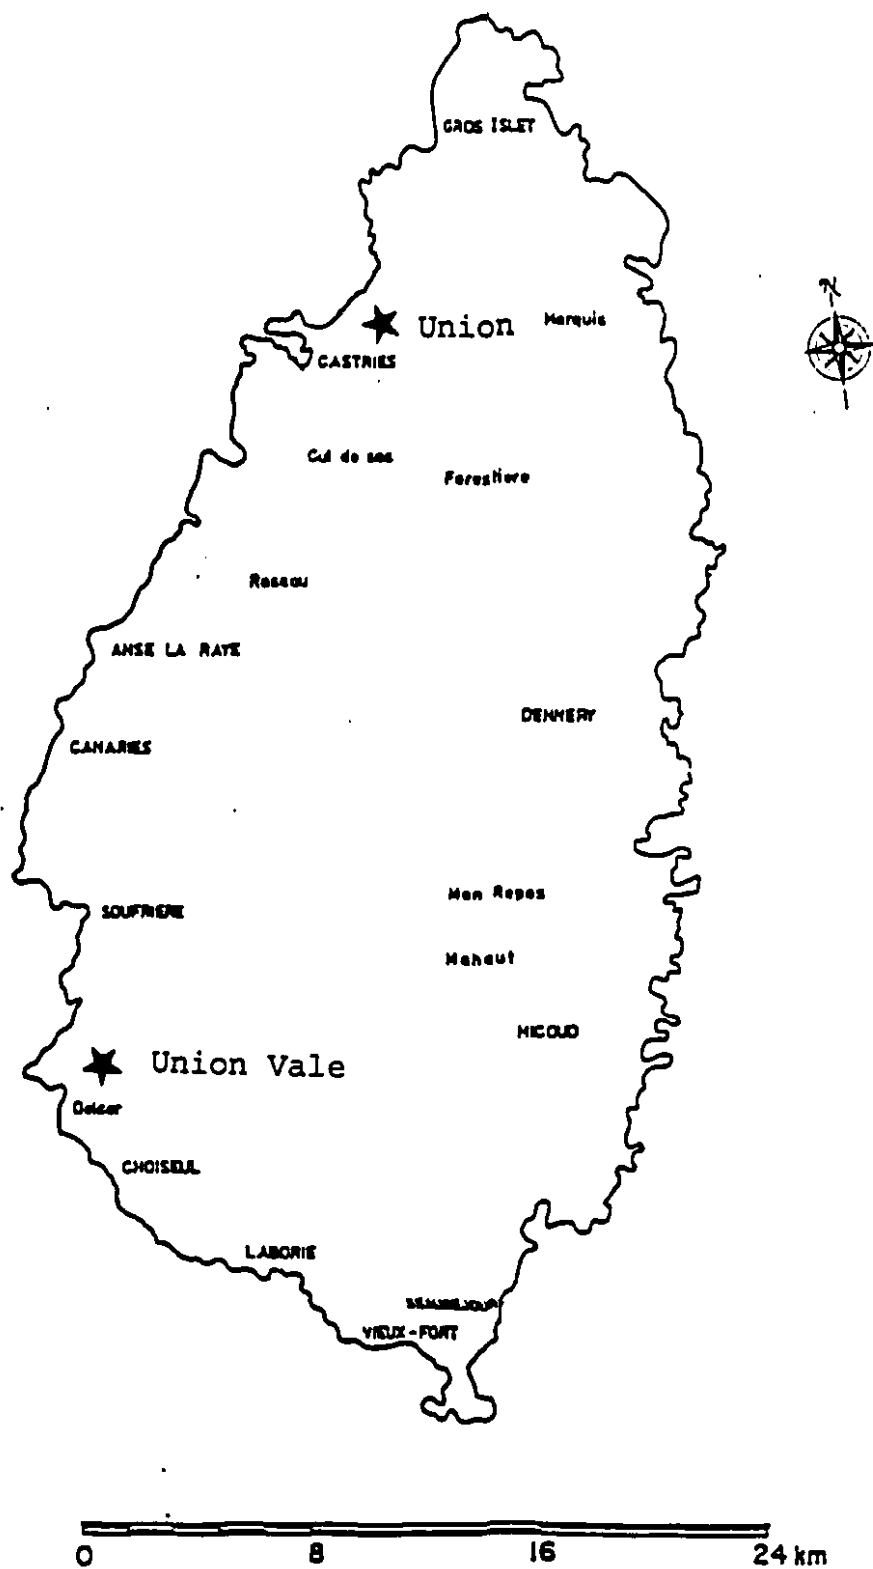 GROS ISLET
N
Union
Marquis
CASTRIES
Cul de sac
Forestiere
Roseau
ANSE LA RAYE
DENNERY
CANARIES
Mon Repos
SOUFRIERE
Mahaut
MICOUD
Union Vale
Delcer
CHOISEUL
LABORIE
VIEUX-FORT
0 8 16 24 km